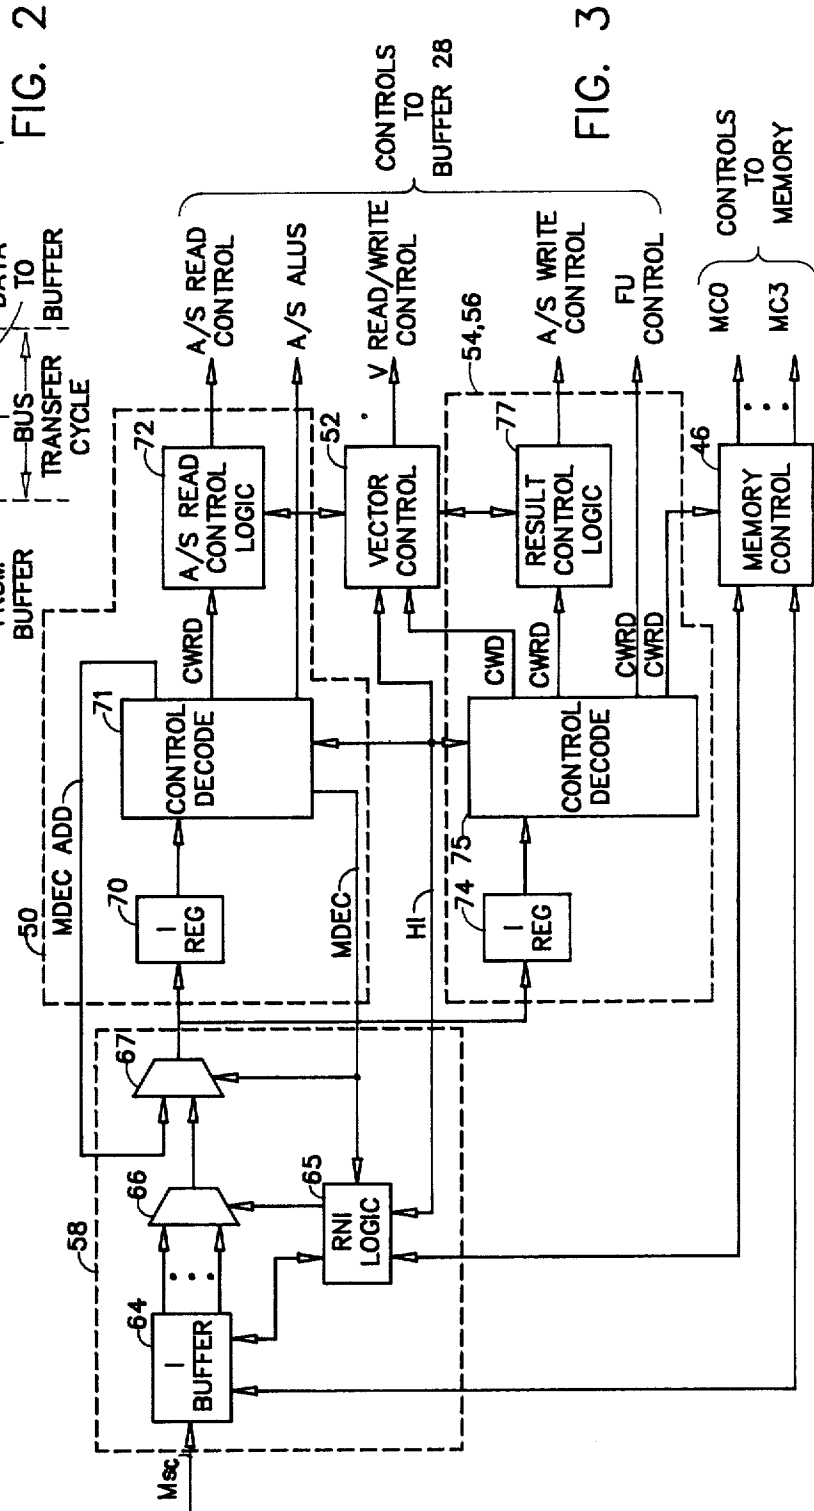 FIG. 2
DATA
TO
BUFFER
BUS
TRANSFER
CYCLE
BUFFER
50
MDEC ADD
71
CONTROL
DECODE
70
I
REG
CWRD
72
A/S READ
CONTROL
LOGIC
A/S READ
CONTROL
A/S ALUS
CONTROLS
TO
BUFFER 28
52
VECTOR
CONTROL
V READ/WRITE
CONTROL
MDEC
HI
58
Msc
64
I
BUFFER
66
67
65
RNI
LOGIC
54,56
74
I
REG
75
CONTROL
DECODE
CWD
CWRD
CWRD
CWRD
77
RESULT
CONTROL
LOGIC
A/S WRITE
CONTROL
FU
CONTROL
FIG. 3
46
MEMORY
CONTROL
MC0
MC3
CONTROLS
TO
MEMORY